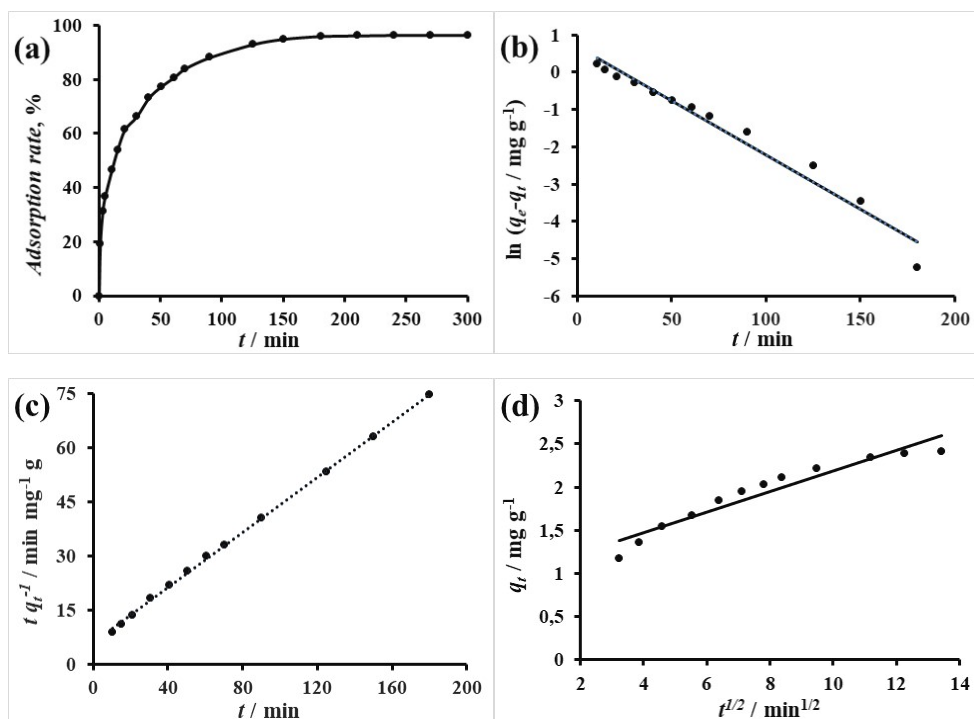 (a)
Adsorption rate, %
100
80
60
40
20
0
0 50 100 150 200 250 300
t / min
(b)
ln (qe-qt / mg g-1)
1
0
-1
-2
-3
-4
-5
-6
0 50 100 150 200
t / min
(c)
t qt-1 / min mg-1 g
75
60
45
30
15
0
0 40 80 120 160 200
t / min
(d)
qt / mg g-1
3
2,5
2
1,5
1
0,5
0
2 4 6 8 10 12 14
t1/2 / min1/2